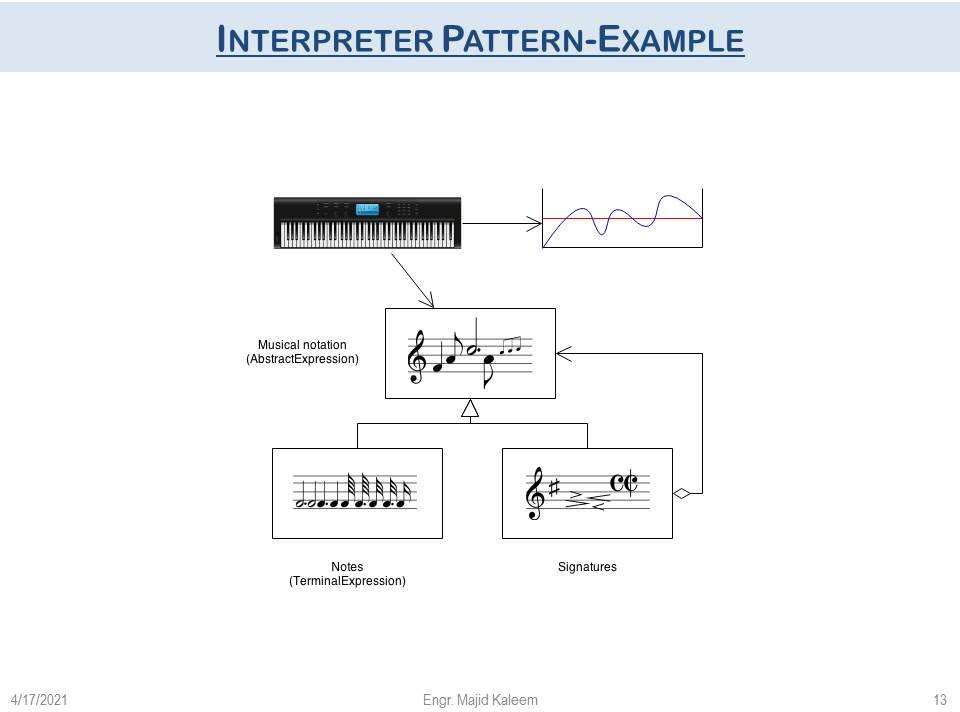 INTERPRETER PATTERN-EXAMPLE
Musical notation
(AbstractExpression)
Notes
(TerminalExpression)
Signatures
4/17/2021
Engr. Majid Kaleem
13